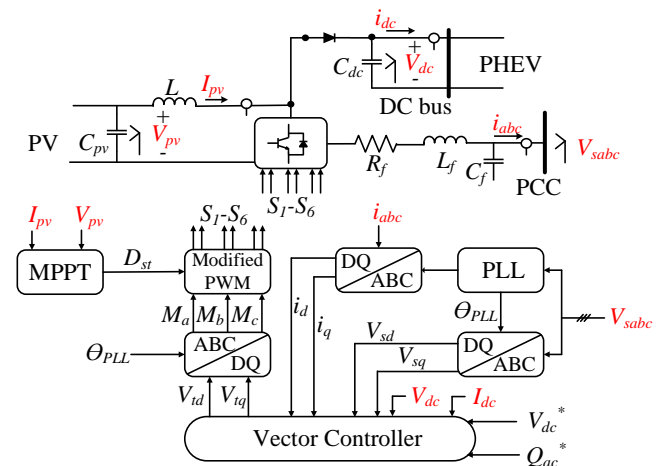 i_dc
L
I_pv
+
V_dc
-
C_dc
PHEV
DC bus
PV
C_pv
+
V_pv
-
R_f
L_f
i_abc
C_f
PCC
V_sabc
S_1-S_6
I_pv
V_pv
S_1-S_6
i_abc
MPPT
D_st
Modified
PWM
DQ
ABC
PLL
M_a
M_b
M_c
i_d
i_q
Θ_PLL
V_sabc
Θ_PLL
ABC
DQ
V_sd
V_sq
DQ
ABC
V_td
V_tq
V_dc
I_dc
Vector Controller
V_dc*
Q_ac*